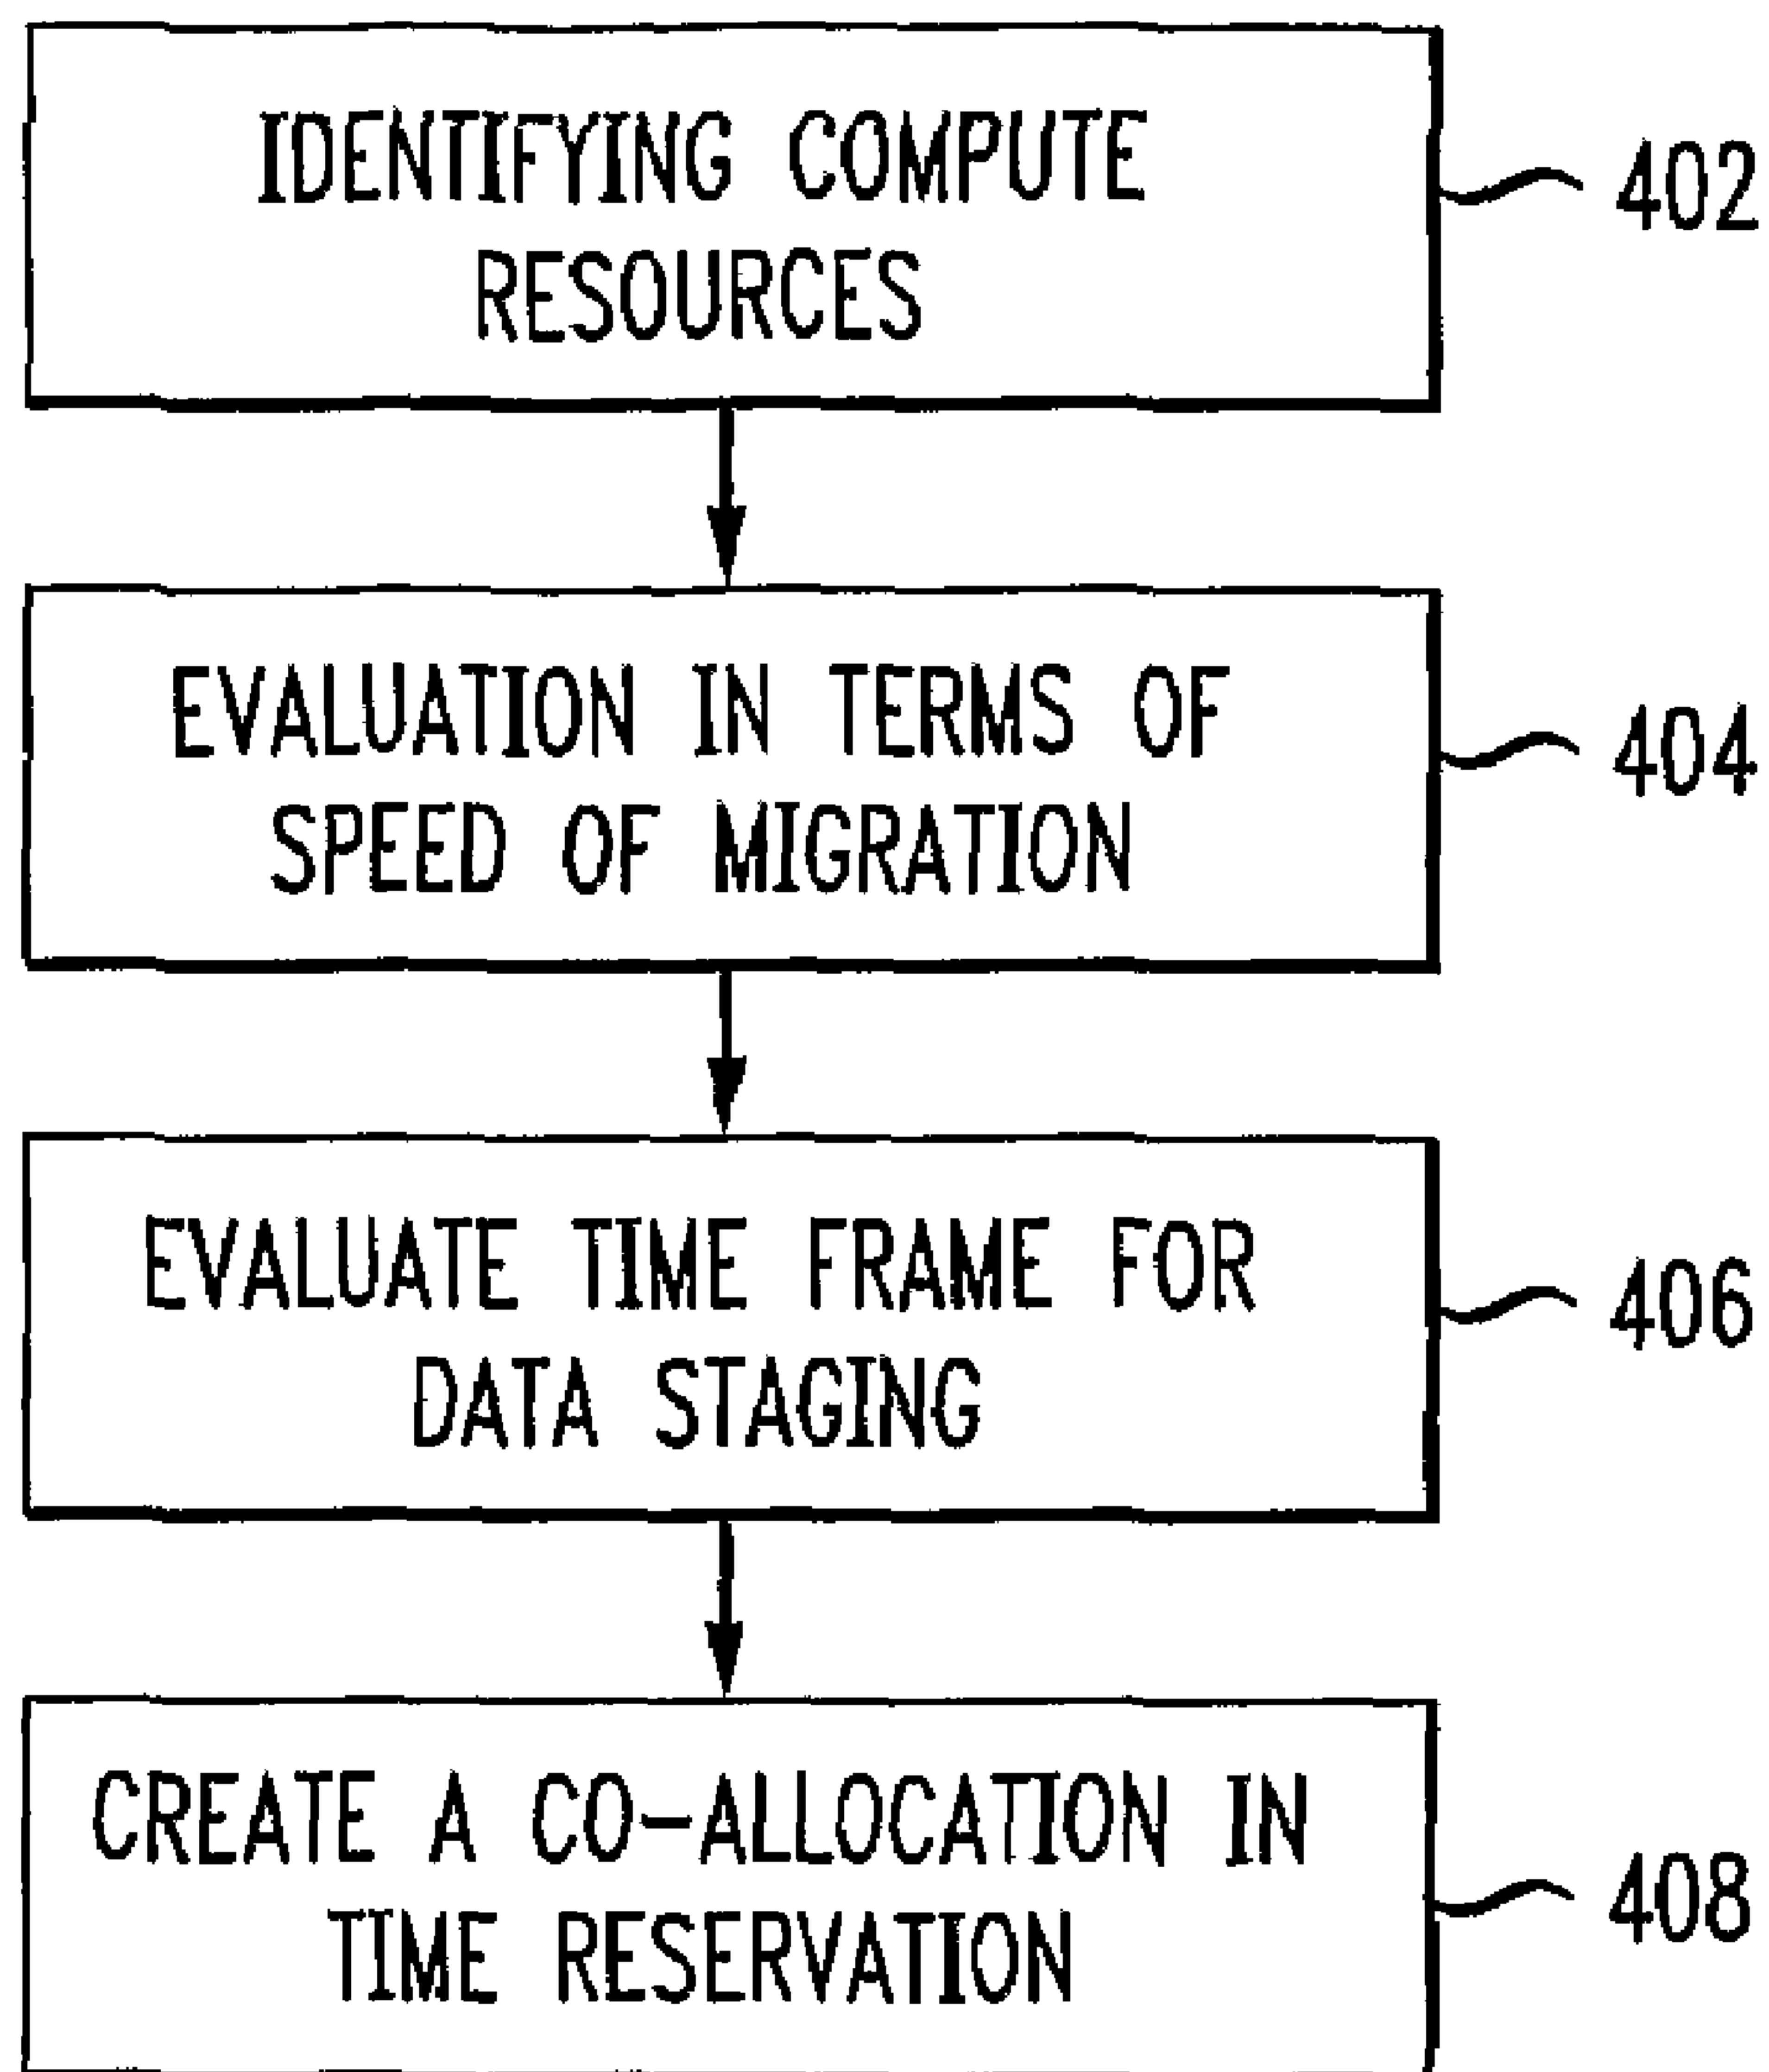 IDENTIFYING COMPUTE
RESOURCES
402
EVALUATION IN TERMS OF
SPEED OF MIGRATION
404
EVALUATE TIME FRAME FOR
DATA STAGING
406
CREATE A CO-ALLOCATION IN
TIME RESERVATION
408